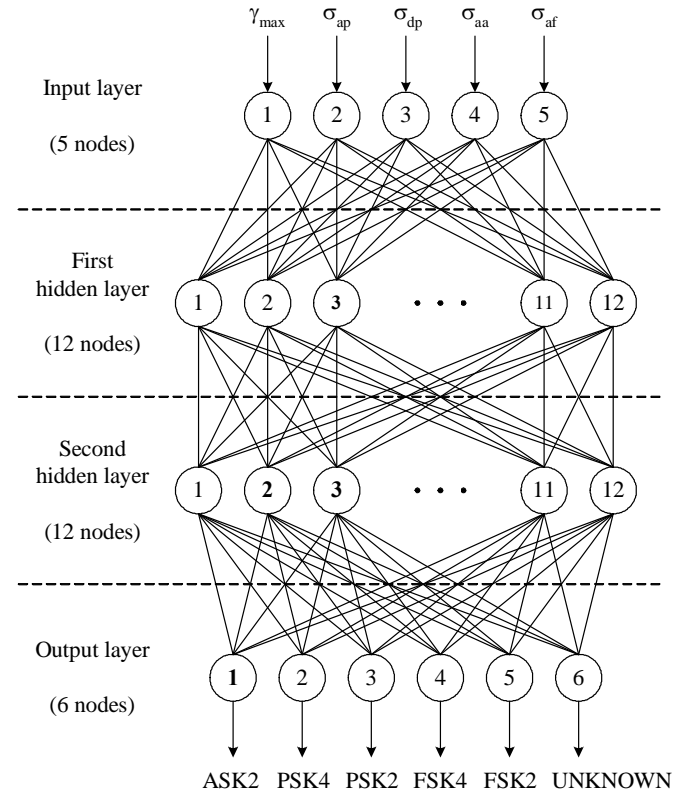 γmax σap σdp σaa σaf
Input layer
(5 nodes)
1 2 3 4 5
First
hidden layer
(12 nodes)
1 2 3 . . . 11 12
Second
hidden layer
(12 nodes)
1 2 3 . . . 11 12
Output layer
(6 nodes)
1 2 3 4 5 6
ASK2 PSK4 PSK2 FSK4 FSK2 UNKNOWN